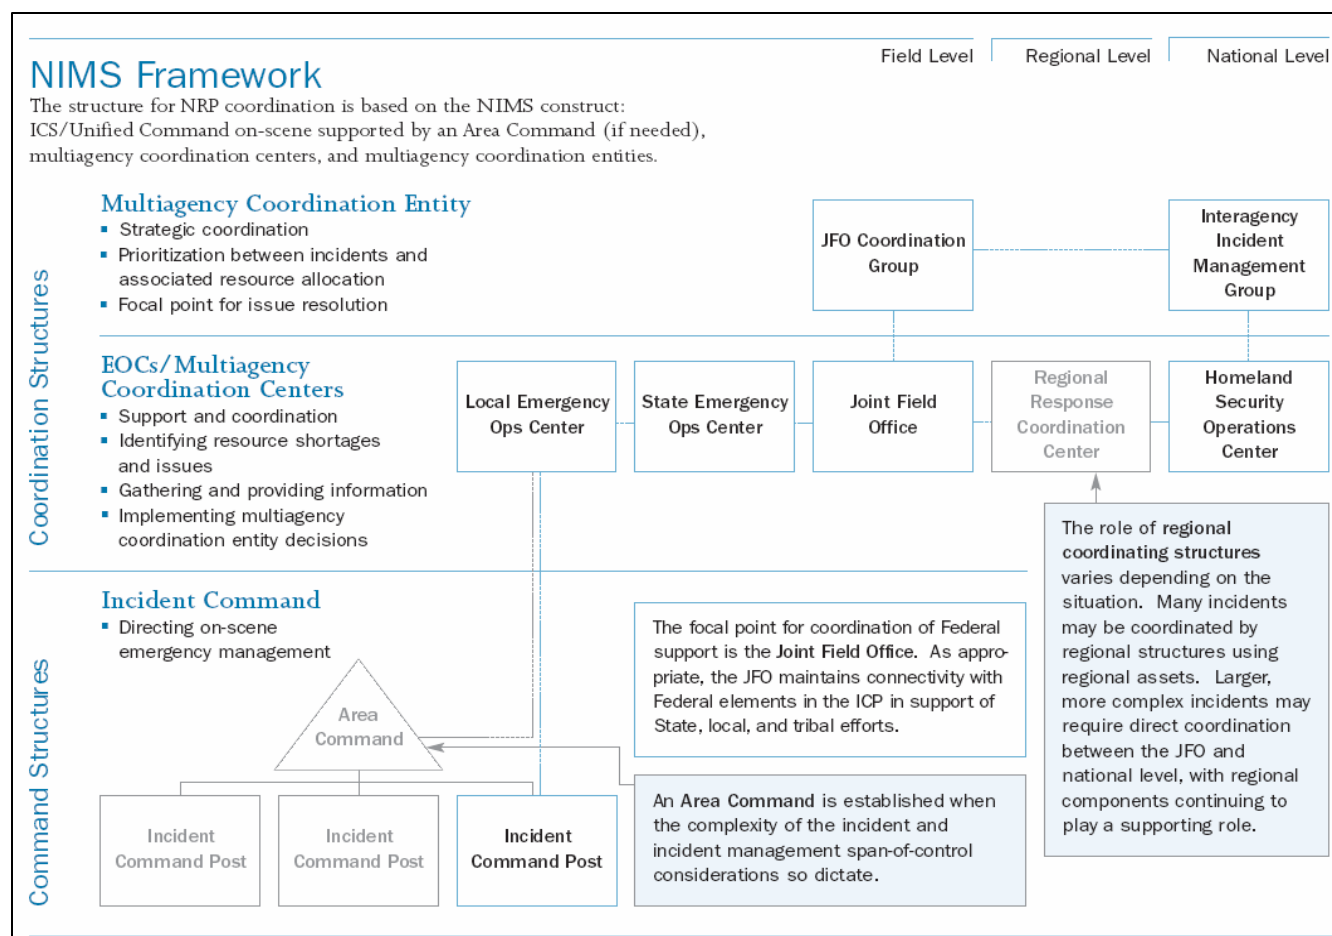 Field Level
Regional Level
National Level
NIMS Framework
The structure for NRP coordination is based on the NIMS construct:
ICS/Unified Command on-scene supported by an Area Command (if needed),
multiagency coordination centers, and multiagency coordination entities.
Coordination Structures
Multiagency Coordination Entity
▪ Strategic coordination
▪ Prioritization between incidents and
associated resource allocation
▪ Focal point for issue resolution
JFO Coordination
Group
Interagency
Incident
Management
Group
EOCs/Multiagency
Coordination Centers
▪ Support and coordination
▪ Identifying resource shortages
and issues
▪ Gathering and providing information
▪ Implementing multiagency
coordination entity decisions
Local Emergency
Ops Center
State Emergency
Ops Center
Joint Field
Office
Regional
Response
Coordination
Center
Homeland
Security
Operations
Center
The role of regional
coordinating structures
varies depending on the
situation. Many incidents
may be coordinated by
regional structures using
regional assets. Larger,
more complex incidents may
require direct coordination
between the JFO and
national level, with regional
components continuing to
play a supporting role.
Command Structures
Incident Command
▪ Directing on-scene
emergency management
The focal point for coordination of Federal
support is the Joint Field Office. As appro-
priate, the JFO maintains connectivity with
Federal elements in the ICP in support of
State, local, and tribal efforts.
Area
Command
An Area Command is established when
the complexity of the incident and
incident management span-of-control
considerations so dictate.
Incident
Command Post
Incident
Command Post
Incident
Command Post